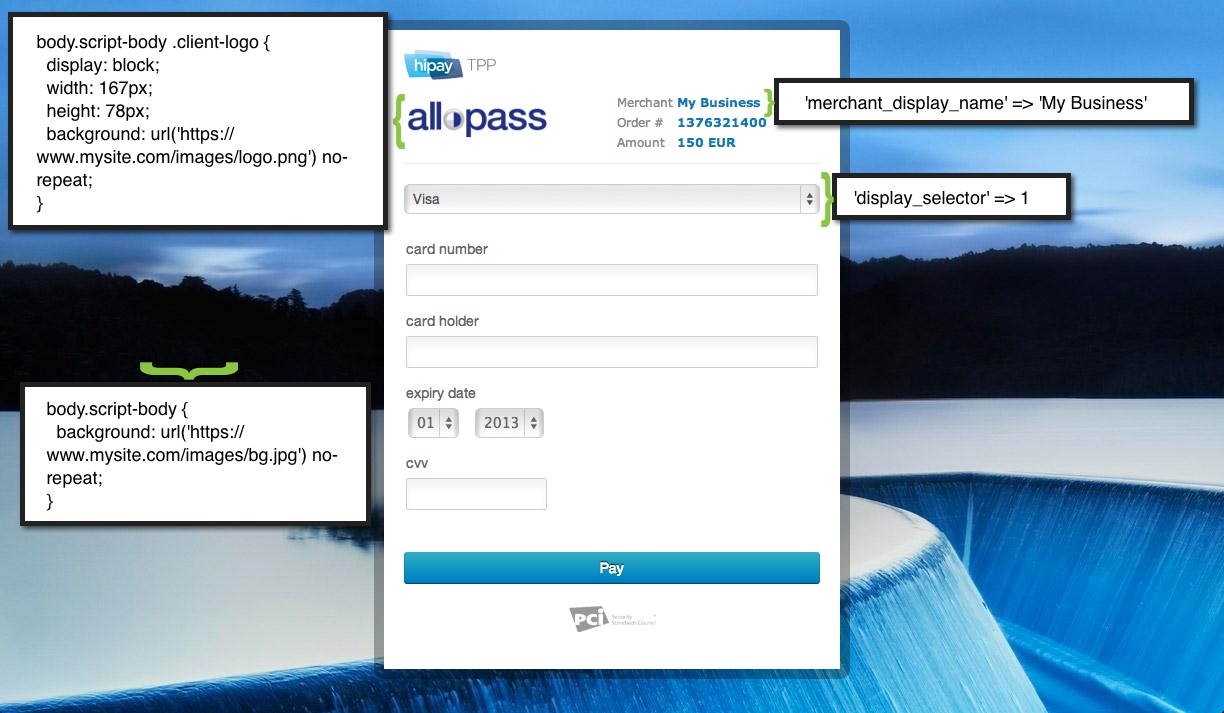 body.script-body .client-logo {
display: block;
width: 167px;
height: 78px;
background: url('https://
www.mysite.com/images/logo.png') no-
repeat;
}
hipay TPP
allopass
Merchant My Business
Order # 1376321400
Amount 150 EUR
'merchant_display_name' => 'My Business'
Visa
'display_selector' => 1
card number
card holder
expiry date
01 2013
cvv
body.script-body {
background: url('https://
www.mysite.com/images/bg.jpg') no-
repeat;
}
Pay
PCI Security
Standards Council